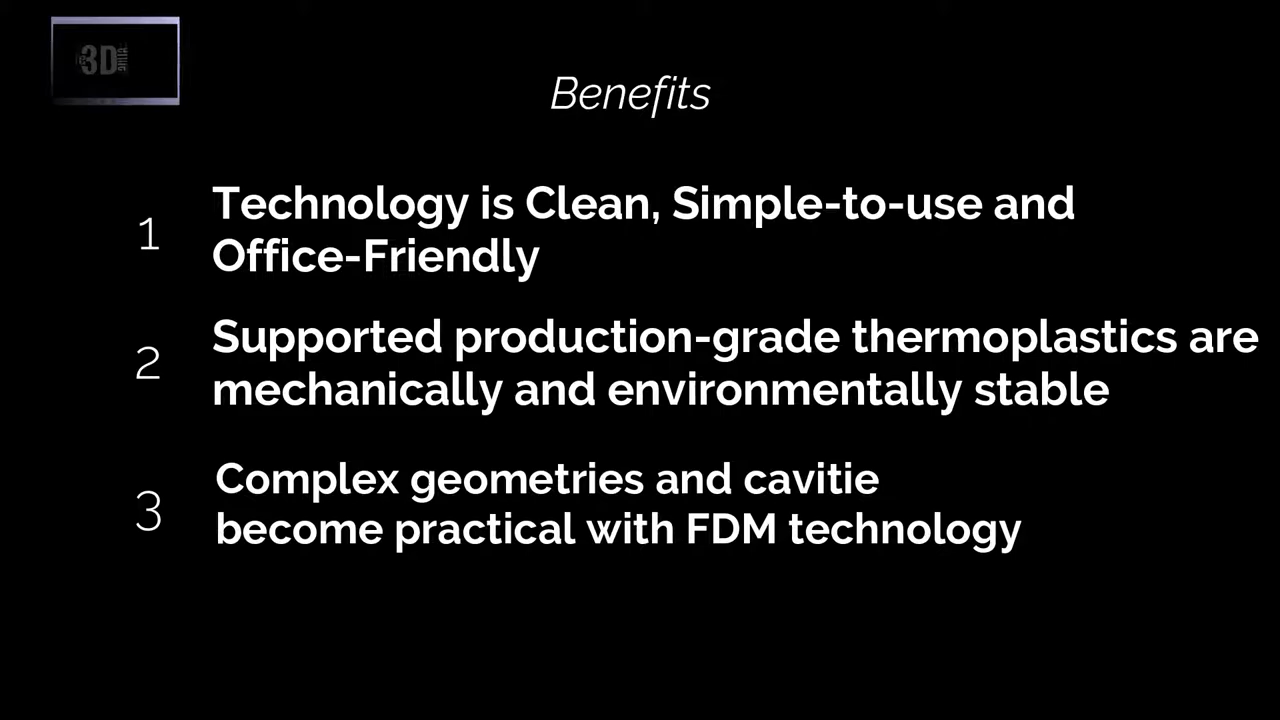 3D
Benefits
1
Technology is Clean, Simple-to-use and
Office-Friendly
2
Supported production-grade thermoplastics are
mechanically and environmentally stable
3
Complex geometries and cavitie
become practical with FDM technology